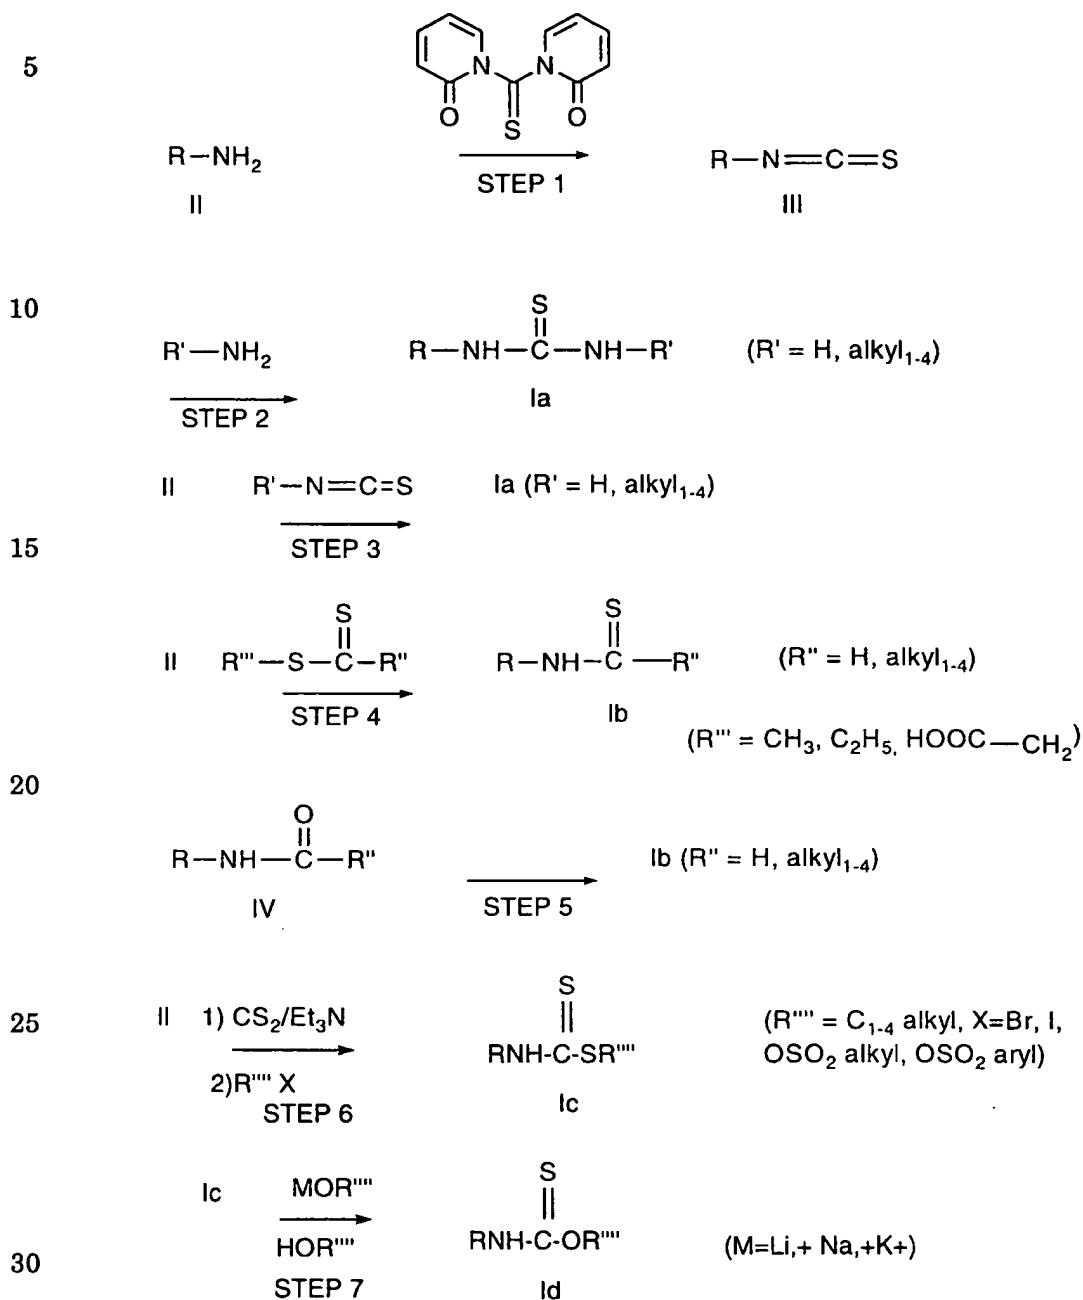 5
N N
O S O
R—NH2
STEP 1
R—N=C=S
II
III
10
S
R'—NH2
R—NH—C—NH—R'
(R' = H, alkyl1-4)
Ia
STEP 2
II R'—N=C=S
Ia (R' = H, alkyl1-4)
15
STEP 3
S
S
II R'''—S—C—R''
R—NH—C—R''
(R'' = H, alkyl1-4)
STEP 4
Ib
(R''' = CH3, C2H5, HOOC—CH2)
20
O
R—NH—C—R''
Ib (R'' = H, alkyl1-4)
IV
STEP 5
S
25
II 1) CS2/Et3N
(R'''' = C1-4 alkyl, X=Br, I,
RNH-C-SR''''
OSO2 alkyl, OSO2 aryl)
2)R'''' X
STEP 6
Ic
S
Ic MOR''''
RNH-C-OR''''
(M=Li,+ Na,+K+)
HOR''''
30
STEP 7
Id